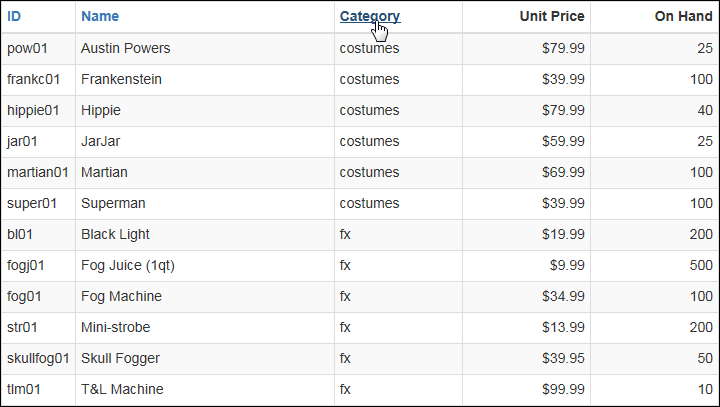 ID Name Category Unit Price On Hand
pow01 Austin Powers costumes $79.99 25
frankc01 Frankenstein costumes $39.99 100
hippie01 Hippie costumes $79.99 40
jar01 JarJar costumes $59.99 25
martian01 Martian costumes $69.99 100
super01 Superman costumes $39.99 100
bl01 Black Light fx $19.99 200
fogj01 Fog Juice (1qt) fx $9.99 500
fog01 Fog Machine fx $34.99 100
str01 Mini-strobe fx $13.99 200
skullfog01 Skull Fogger fx $39.95 50
tlm01 T&L Machine fx $99.99 10